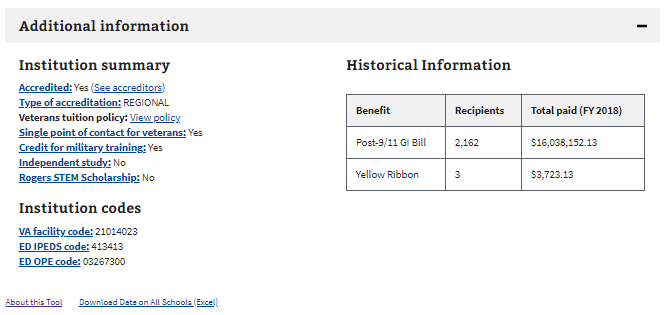 Additional information
Institution summary
Accredited: Yes (See accreditors)
Type of accreditation: REGIONAL
Veterans tuition policy: View policy
Single point of contact for veterans: Yes
Credit for military training: Yes
Independent study: No
Rogers STEM Scholarship: No
Institution codes
VA facility code: 21014023
ED IPEDS code: 413413
ED OPE code: 03267300
Historical Information
Benefit Recipients Total paid (FY 2018)
Post-9/11 GI Bill 2,162 $16,038,152.13
Yellow Ribbon 3 $3,723.13
About this Tool Download Data on All Schools (Excel)